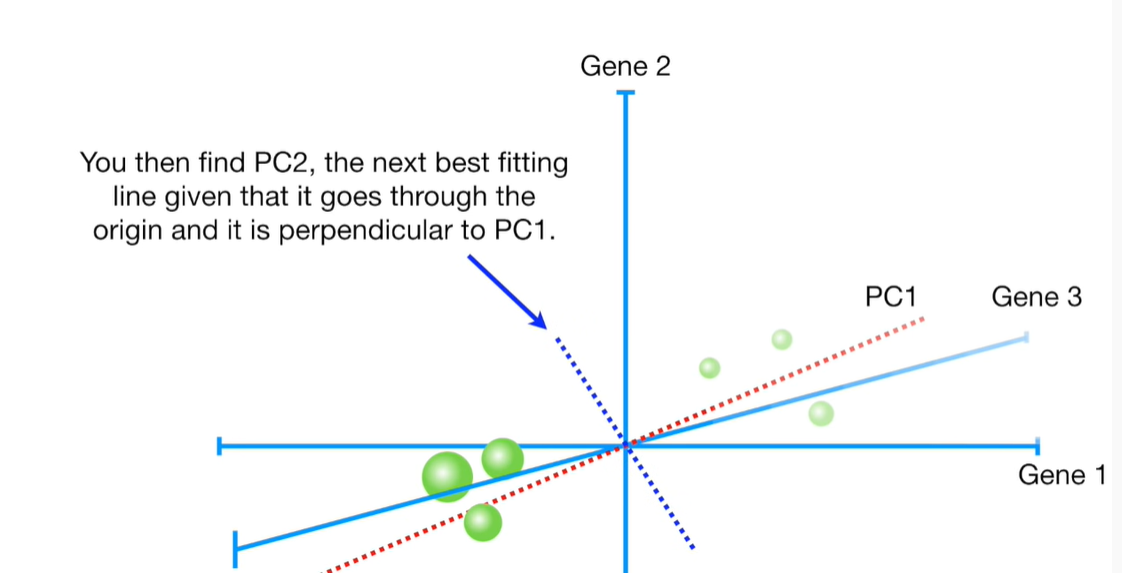 Gene 2
You then find PC2, the next best fitting
line given that it goes through the
origin and it is perpendicular to PC1.
PC1
Gene 3
Gene 1